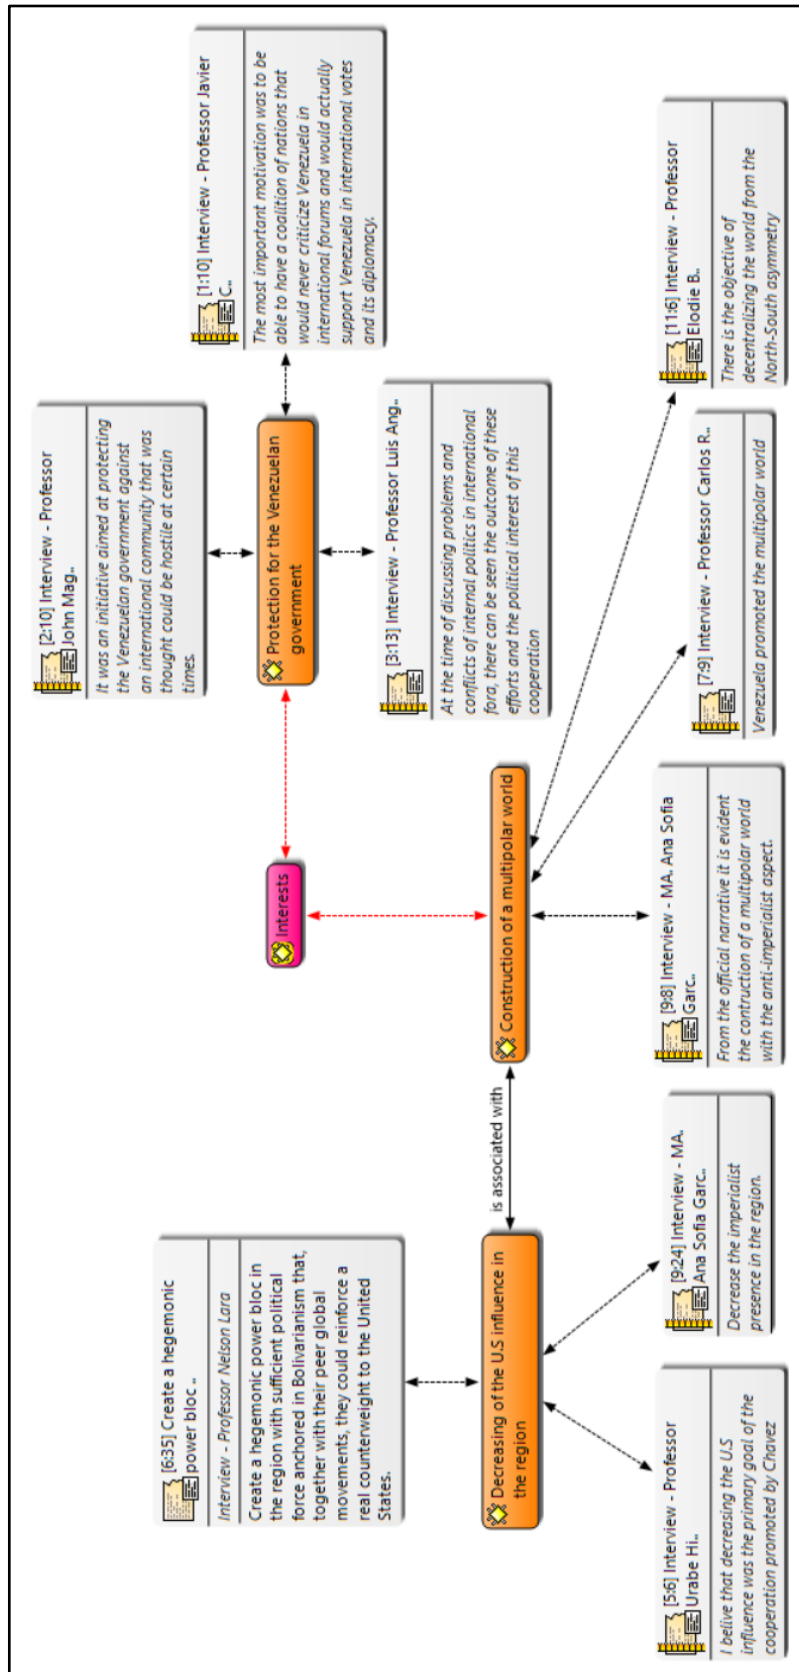 [6:35] Create a hegemonic
power bloc ..
Interview - Professor Nelson Lara
Create a hegemonic power bloc in
the region with sufficient political
force anchored in Bolivarianism that,
together with their peer global
movements, they could reinforce a
real counterweight to the United
States.
Decreasing of the U.S influence in
the region
is associated with
[5:6] Interview - Professor
Urabe Hi..
I belive that decreasing the U.S
influence was the primary goal of the
cooperation promoted by Chavez
[9:24] Interview - MA.
Ana Sofia Garc..
Decrease the imperialist
presence in the region.
Interests
Construction of a multipolar world
[9:8] Interview - MA. Ana Sofia
Garc..
From the official narrative it is evident
the contruction of a multipolar world
with the anti-imperialist aspect.
[7:9] Interview - Professor Carlos R..
Venezuela promoted the multipolar world
[11:6] Interview - Professor
Elodie B..
There is the objective of
decentralizing the world from the
North-South asymmetry
[2:10] Interview - Professor
John Mag..
It was an initiative aimed at protecting
the Venezuelan government against
an international community that was
thought could be hostile at certain
times.
Protection for the Venezuelan
government
[3:13] Interview - Professor Luis Ang..
At the time of discussing problems and
conflicts of internal politics in international
fora, there can be seen the outcome of these
efforts and the political interest of this
cooperation
[1:10] Interview - Professor Javier
C..
The most important motivation was to be
able to have a coalition of nations that
would never criticize Venezuela in
international forums and would actually
support Venezuela in international votes
and its diplomacy.